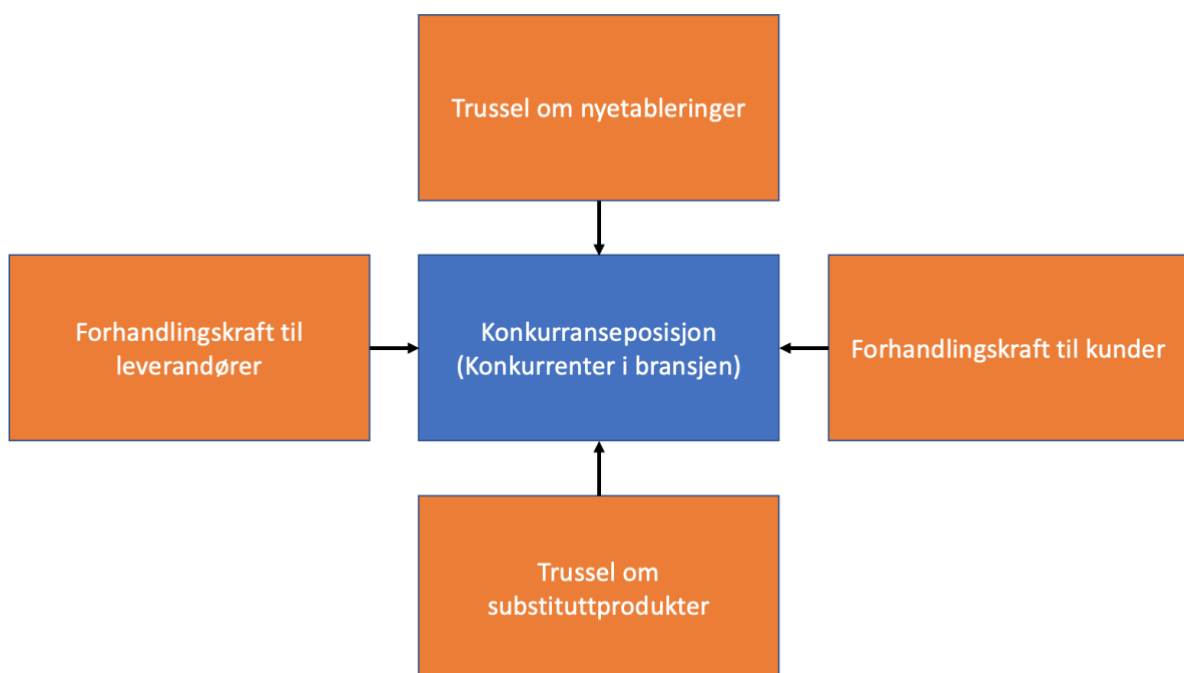 Trussel om nyetableringer
Forhandlingskraft til
leverandører
Konkurranseposisjon
(Konkurrenter i bransjen)
Forhandlingskraft til kunder
Trussel om
substituttprodukter